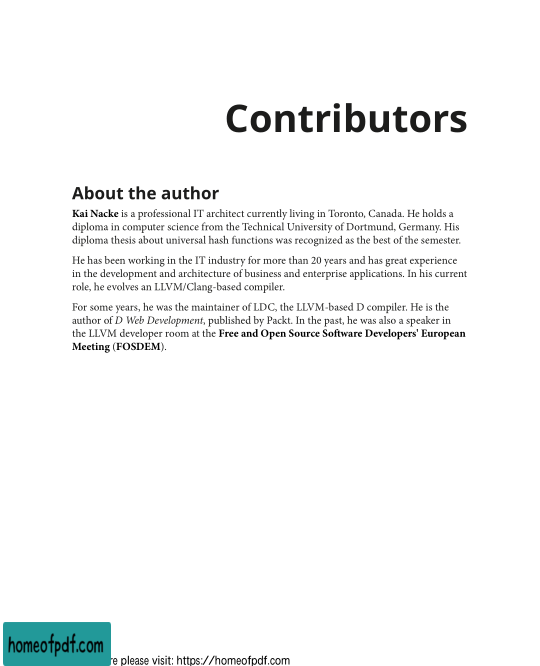 Contributors
About the author
Kai Nacke is a professional IT architect currently living in Toronto, Canada. He holds a
diploma in computer science from the Technical University of Dortmund, Germany. His
diploma thesis about universal hash functions was recognized as the best of the semester.
He has been working in the IT industry for more than 20 years and has great experience
in the development and architecture of business and enterprise applications. In his current
role, he evolves an LLVM/Clang-based compiler.
For some years, he was the maintainer of LDC, the LLVM-based D compiler. He is the
author of D Web Development, published by Packt. In the past, he was also a speaker in
the LLVM developer room at the Free and Open Source Software Developers' European
Meeting (FOSDEM).
homeofpdf.com
re please visit: https://homeofpdf.com